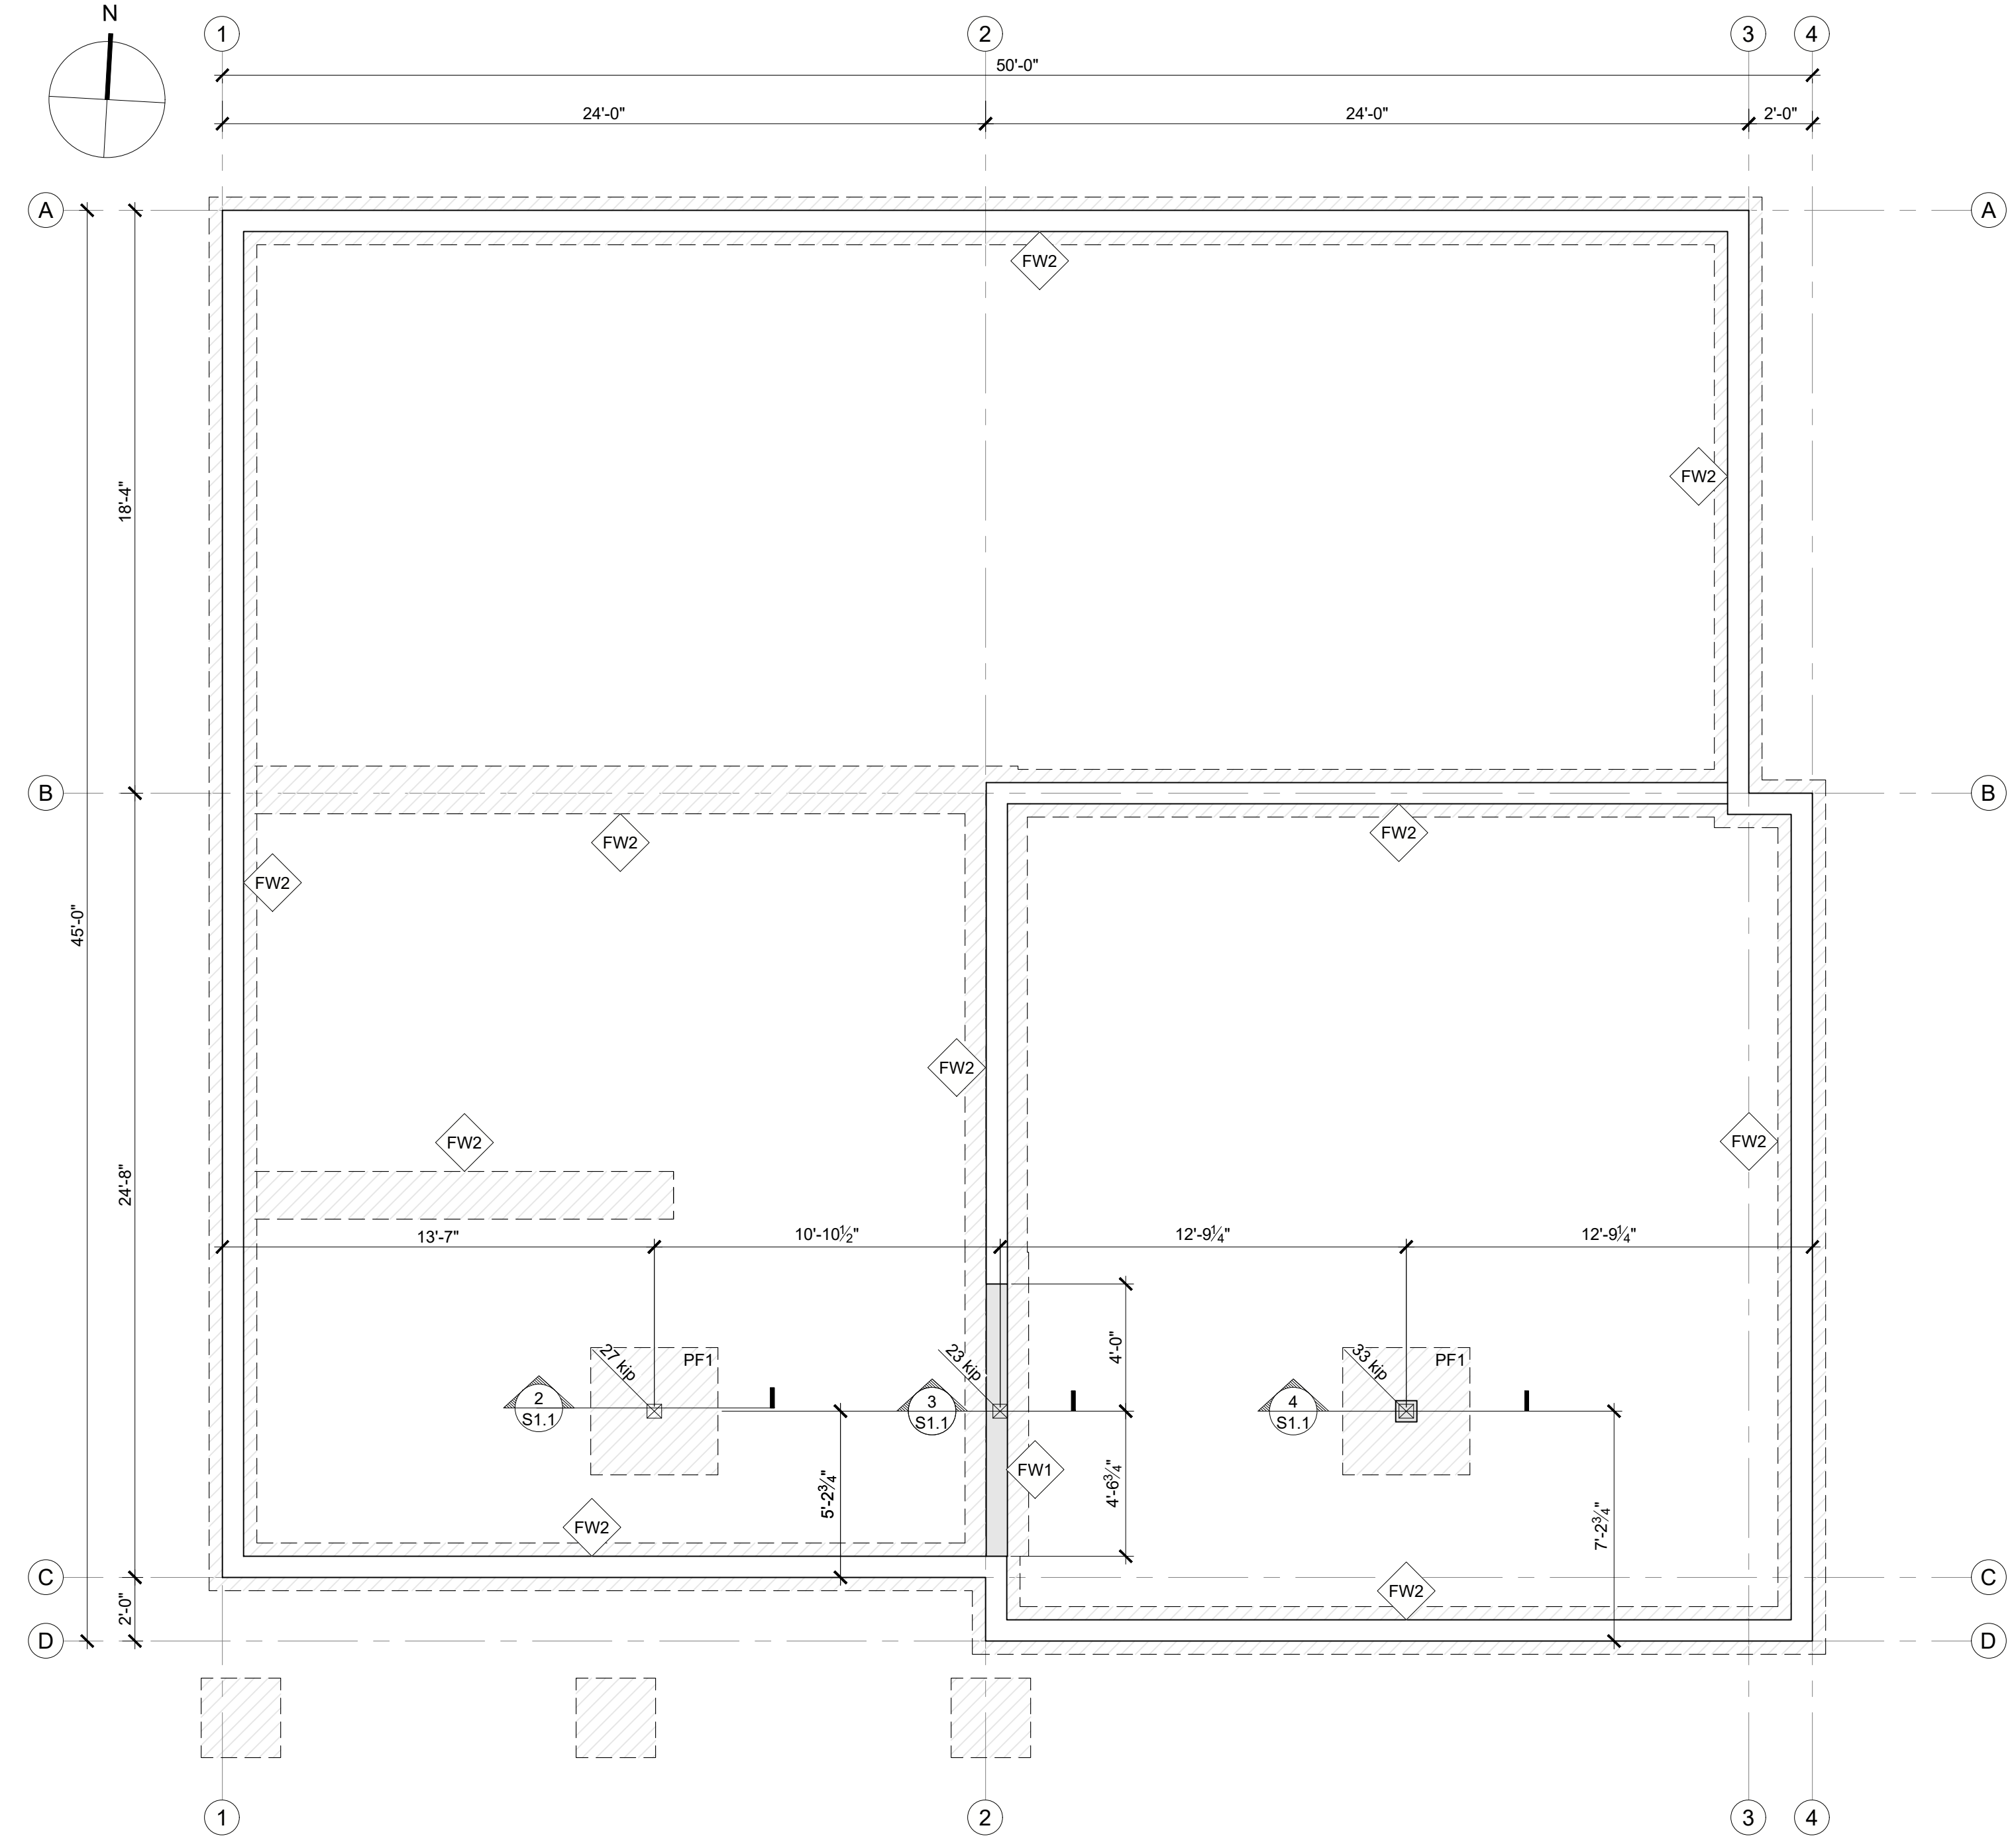 N
1
2
3
4
50'-0"
24'-0"
24'-0"
2'-0"
A
A
FW2
18'-4"
FW2
B
B
FW2
FW2
FW2
45'-0"
FW2
FW2
FW2
24'-8"
13'-7"
10'-10½"
12'-9¼"
12'-9¼"
4'-0"
27 kip
PF1
23 kip
33 kip
PF1
2
S1.1
3
S1.1
4
S1.1
FW1
5'-2¾"
4'-6¾"
7'-2¾"
FW2
C
C
FW2
2'-0"
D
D
1
2
3
4